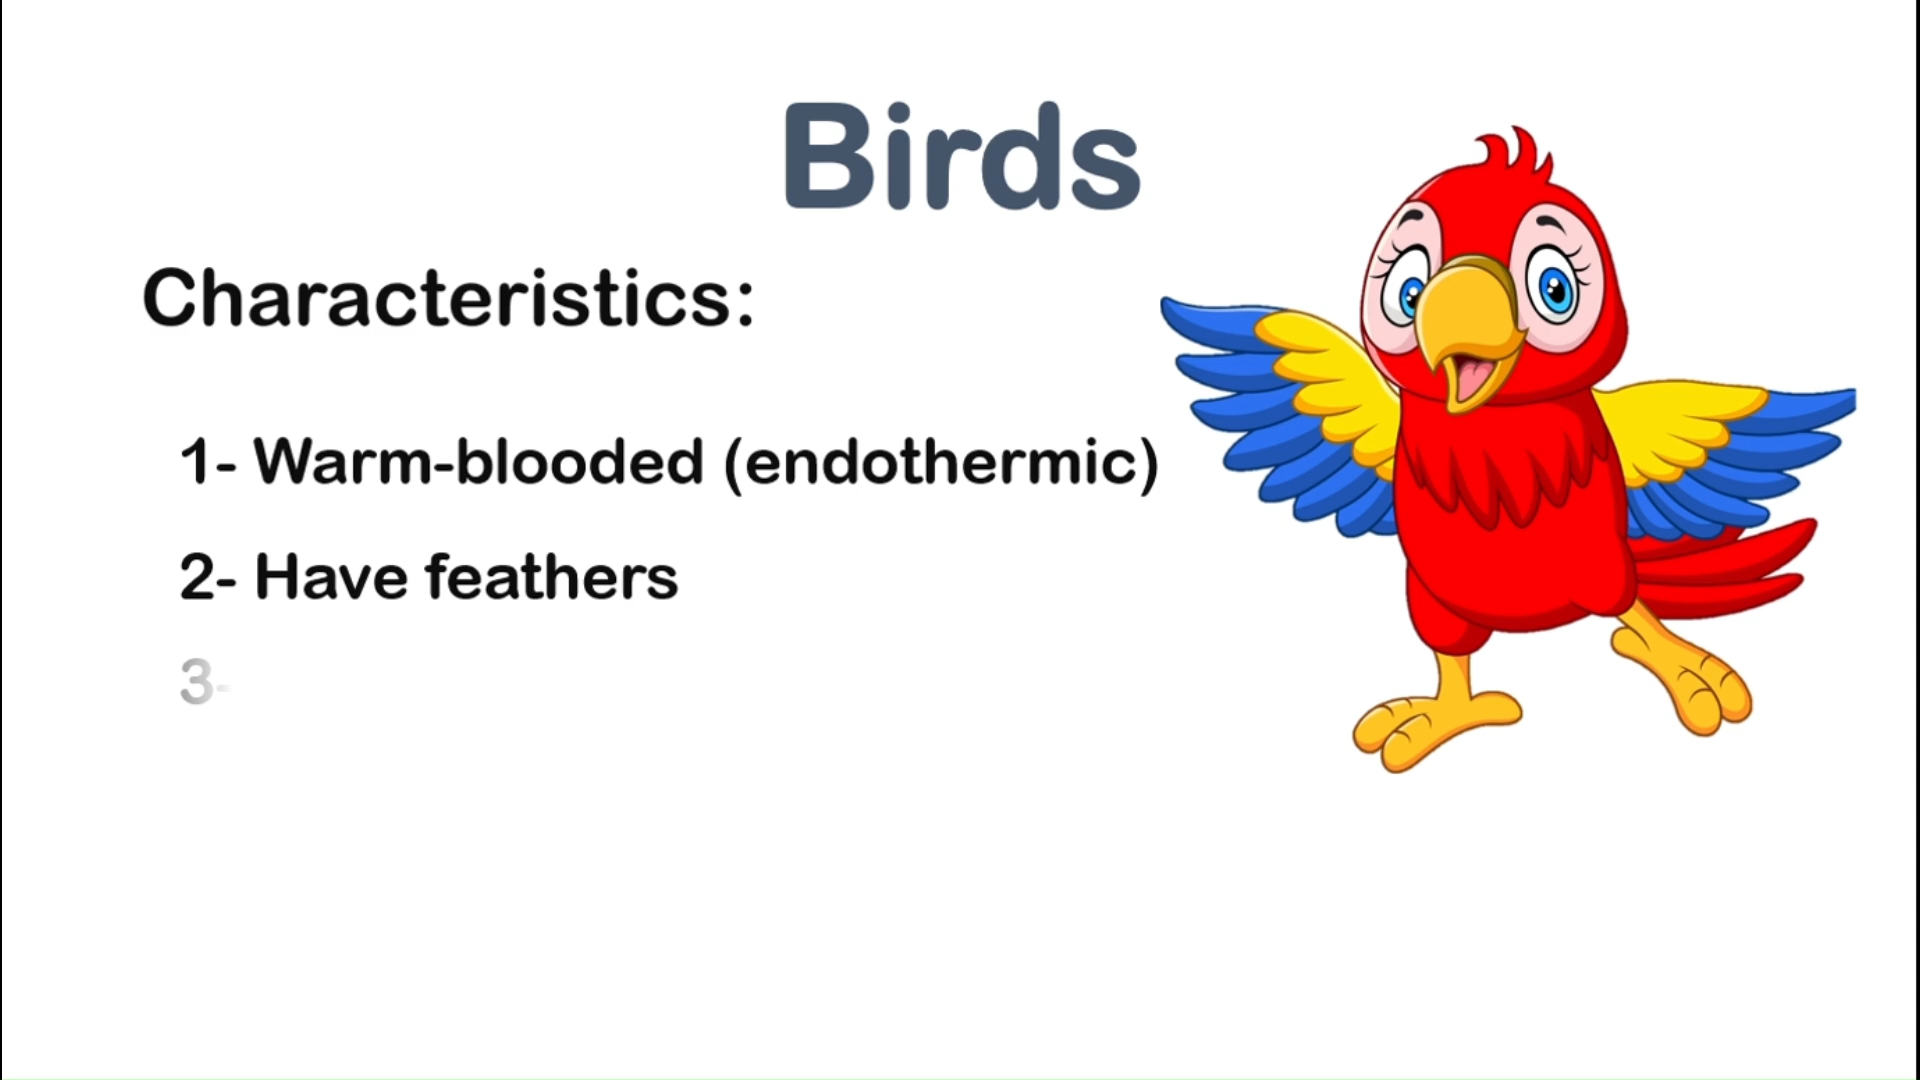 Birds
Characteristics:
1- Warm-blooded (endothermic)
2- Have feathers
3-